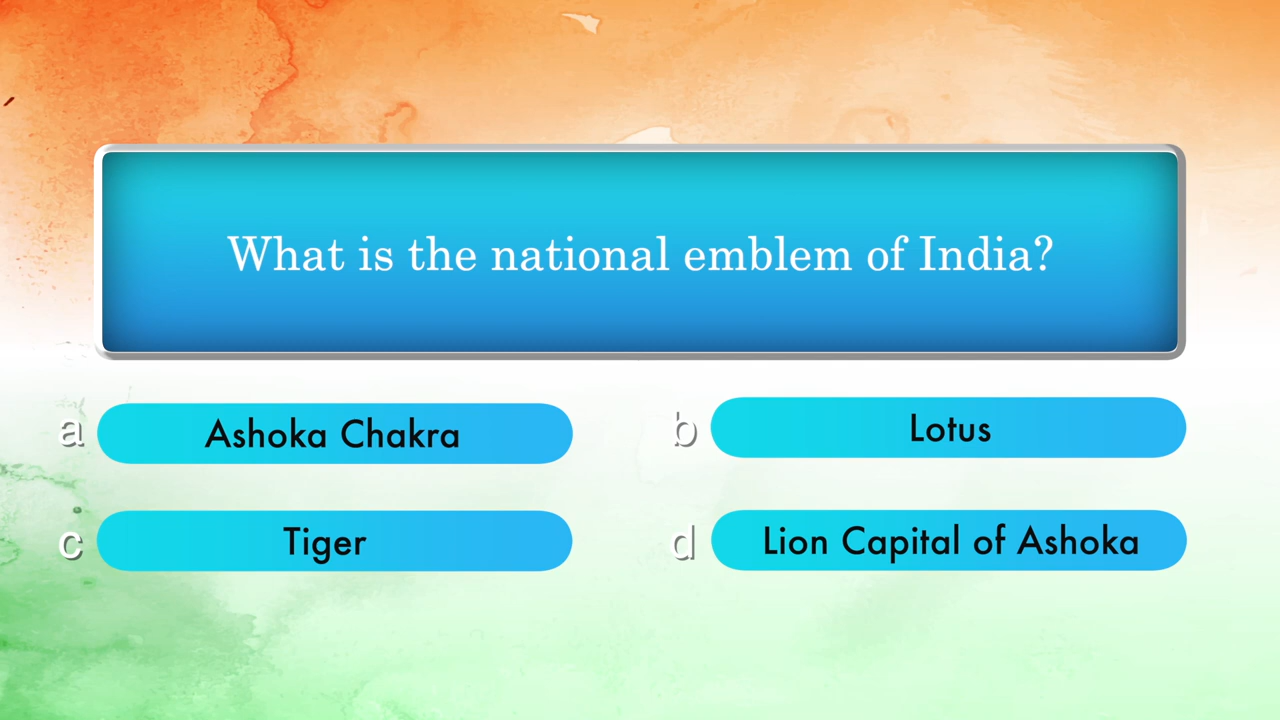 What is the national emblem of India?
a Ashoka Chakra
b Lotus
c Tiger
d Lion Capital of Ashoka